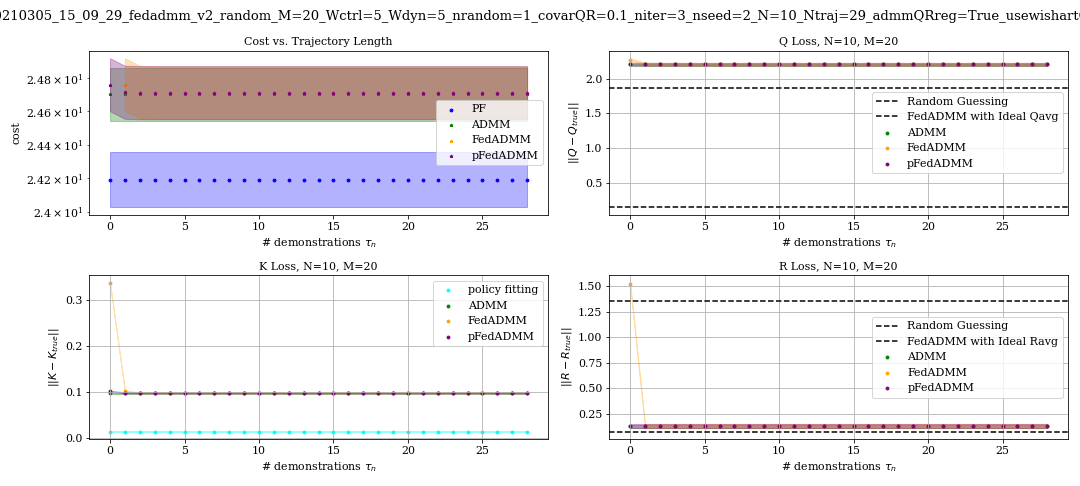 0210305_15_09_29_fedadmm_v2_random_M=20_Wctrl=5_Wdyn=5_nrandom=1_covarQR=0.1_niter=3_nseed=2_N=10_Ntraj=29_admmQRreg=True_usewishart
Cost vs. Trajectory Length
cost
2.48 × 10¹
2.46 × 10¹
2.44 × 10¹
2.42 × 10¹
2.4 × 10¹
PF
ADMM
FedADMM
pFedADMM
0 5 10 15 20 25
# demonstrations τₙ
Q Loss, N=10, M=20
||Q − Q_true||
2.0
1.5
1.0
0.5
Random Guessing
FedADMM with Ideal Qavg
ADMM
FedADMM
pFedADMM
0 5 10 15 20 25
# demonstrations τₙ
K Loss, N=10, M=20
||K − K_true||
0.3
0.2
0.1
0.0
policy fitting
ADMM
FedADMM
pFedADMM
0 5 10 15 20 25
# demonstrations τₙ
R Loss, N=10, M=20
||R − R_true||
1.50
1.25
1.00
0.75
0.50
0.25
Random Guessing
FedADMM with Ideal Ravg
ADMM
FedADMM
pFedADMM
0 5 10 15 20 25
# demonstrations τₙ